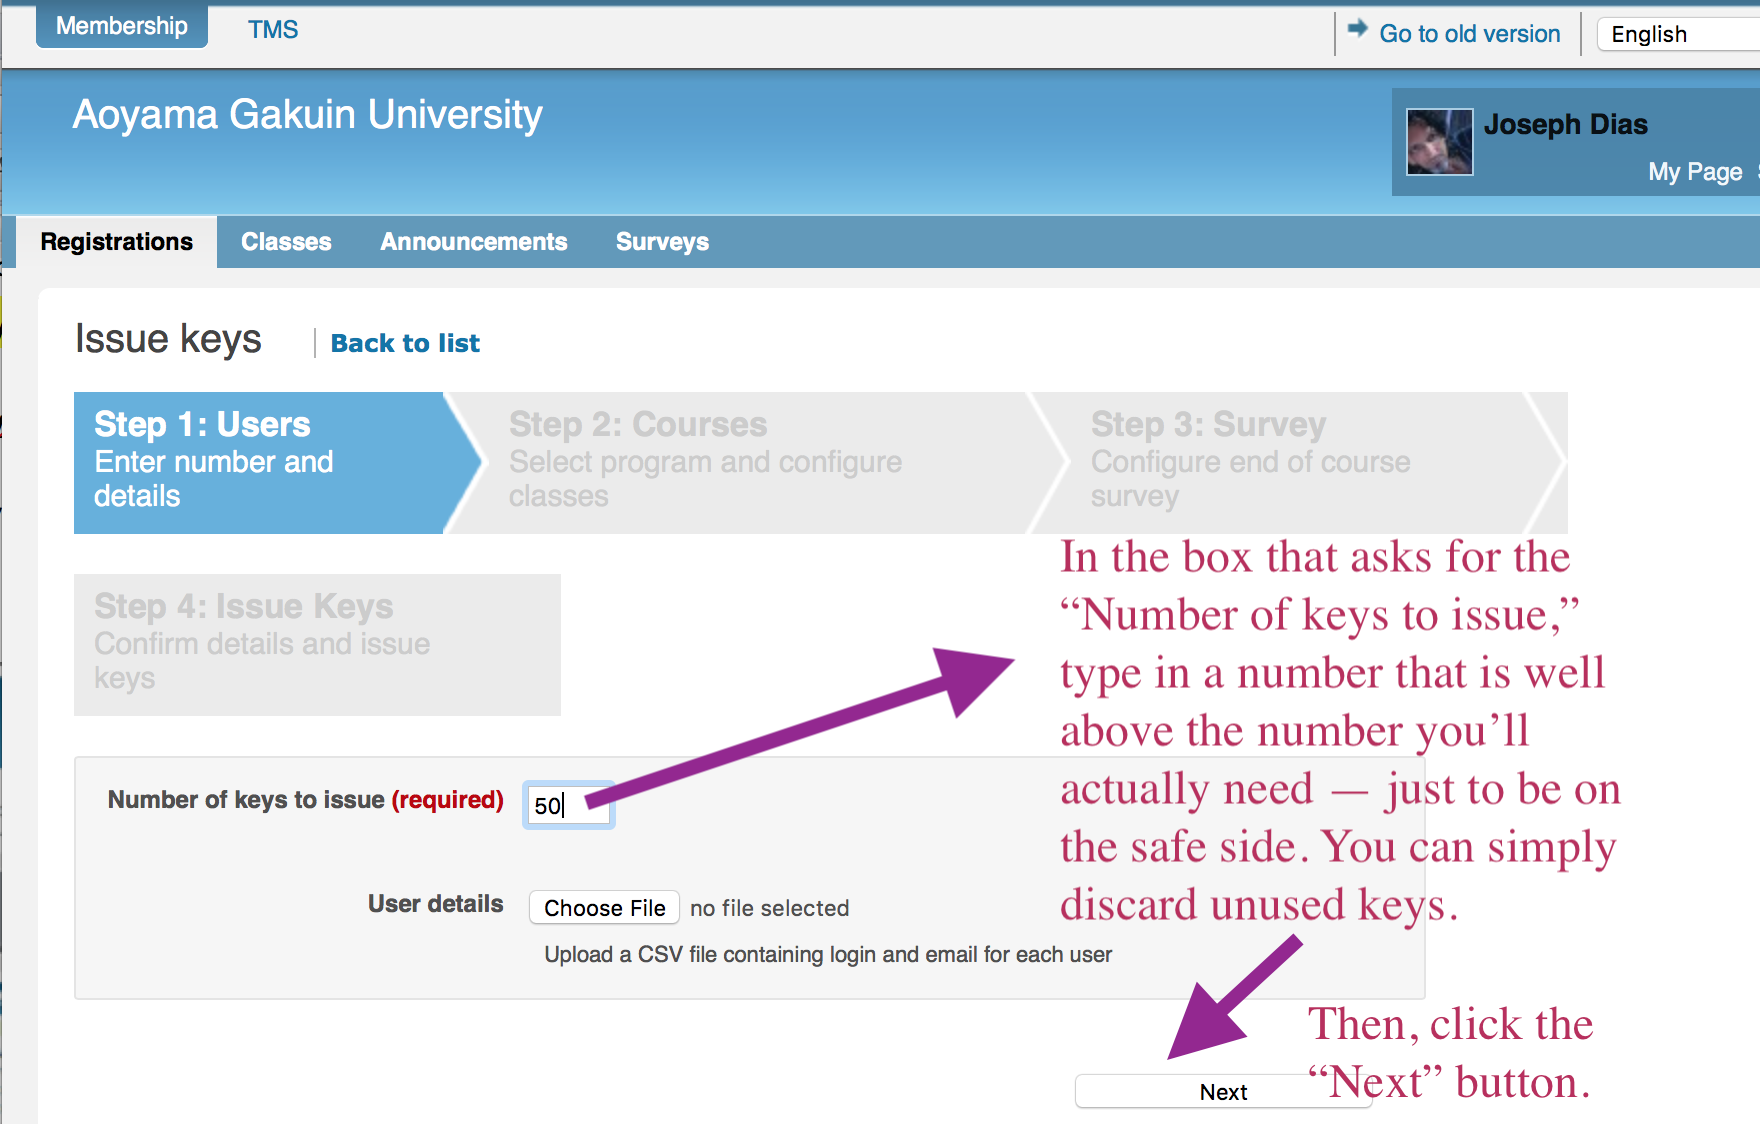 Membership
TMS
Go to old version
English
Aoyama Gakuin University
Joseph Dias
My Page
Registrations
Classes
Announcements
Surveys
Issue keys
Back to list
Step 1: Users
Enter number and
details
Step 2: Courses
Select program and configure
classes
Step 3: Survey
Configure end of course
survey
Step 4: Issue Keys
Confirm details and issue
keys
In the box that asks for the
“Number of keys to issue,”
type in a number that is well
above the number you’ll
actually need — just to be on
the safe side. You can simply
discard unused keys.
Number of keys to issue (required)
50
User details
Choose File
no file selected
Upload a CSV file containing login and email for each user
Then, click the
“Next” button.
Next